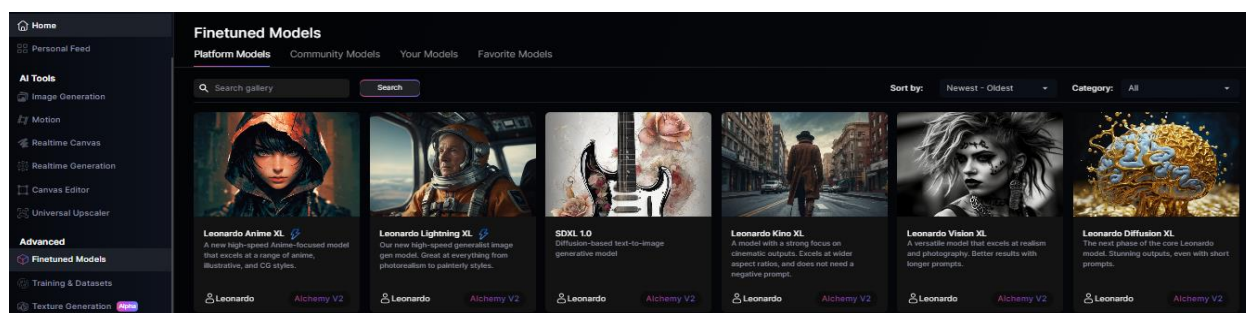 Home
Personal Feed
AI Tools
Image Generation
Motion
Realtime Canvas
Realtime Generation
Canvas Editor
Universal Upscaler
Advanced
Finetuned Models
Training & Datasets
Texture Generation Alpha
Finetuned Models
Platform Models Community Models Your Models Favorite Models
Search gallery Search Sort by: Newest - Oldest Category: All
Leonardo Anime XL
A new high-speed Anime-focused model
that excels at a range of anime,
illustrative, and CG styles.
Leonardo Alchemy V2
Leonardo Lightning XL
Our new high-speed generalist image
gen model. Great at everything from
photorealism to painterly styles.
Leonardo Alchemy V2
SDXL 1.0
Diffusion-based text-to-image
generative model
Leonardo Alchemy V2
Leonardo Kino XL
A model with a strong focus on
cinematic outputs. Excels at wider
aspect ratios, and does not need a
negative prompt.
Leonardo Alchemy V2
Leonardo Vision XL
A versatile model that excels at realism
and photography. Better results with
longer prompts.
Leonardo Alchemy V2
Leonardo Diffusion XL
The next phase of the core Leonardo
model. Stunning outputs, even with short
prompts.
Leonardo Alchemy V2